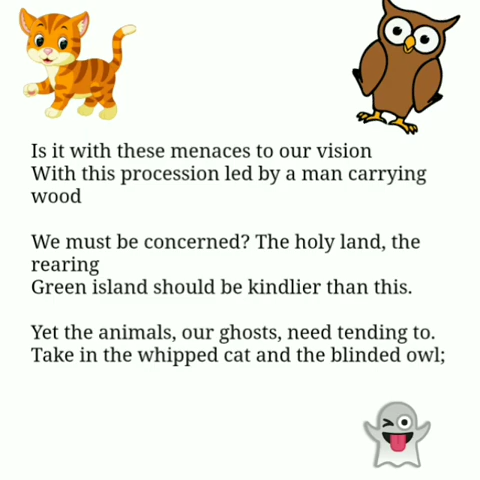 Is it with these menaces to our vision
With this procession led by a man carrying
wood
We must be concerned? The holy land, the
rearing
Green island should be kindlier than this.
Yet the animals, our ghosts, need tending to.
Take in the whipped cat and the blinded owl;